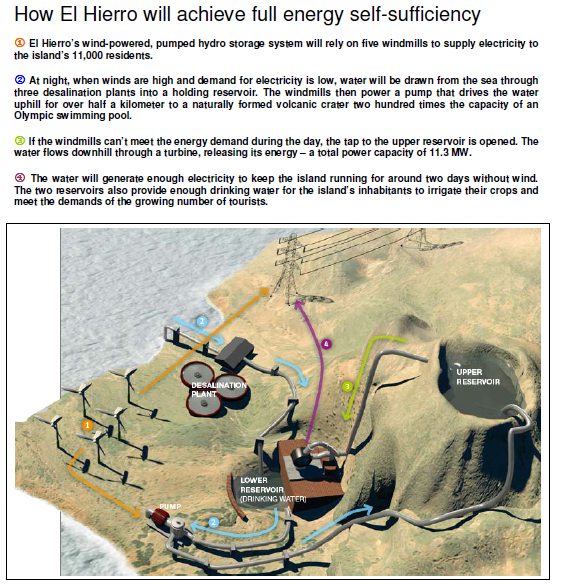 How El Hierro will achieve full energy self-sufficiency
① El Hierro's wind-powered, pumped hydro storage system will rely on five windmills to supply electricity to
the island's 11,000 residents.
② At night, when winds are high and demand for electricity is low, water will be drawn from the sea through
three desalination plants into a holding reservoir. The windmills then power a pump that drives the water
uphill for over half a kilometer to a naturally formed volcanic crater two hundred times the capacity of an
Olympic swimming pool.
③ If the windmills can't meet the energy demand during the day, the tap to the upper reservoir is opened. The
water flows downhill through a turbine, releasing its energy – a total power capacity of 11.3 MW.
④ The water will generate enough electricity to keep the island running for around two days without wind.
The two reservoirs also provide enough drinking water for the island's inhabitants to irrigate their crops and
meet the demands of the growing number of tourists.
2
4
UPPER
RESERVOIR
3
DESALINATION
PLANT
1
LOWER
RESERVOIR
(DRINKING WATER)
PUMP
2